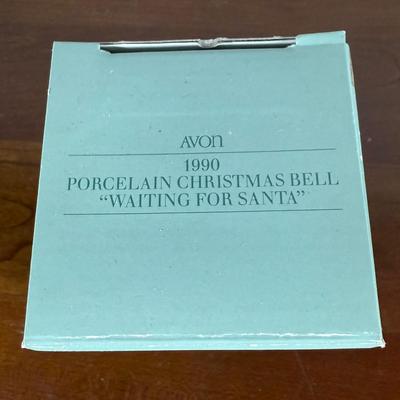 AVON
1990
PORCELAIN CHRISTMAS BELL
"WAITING FOR SANTA"